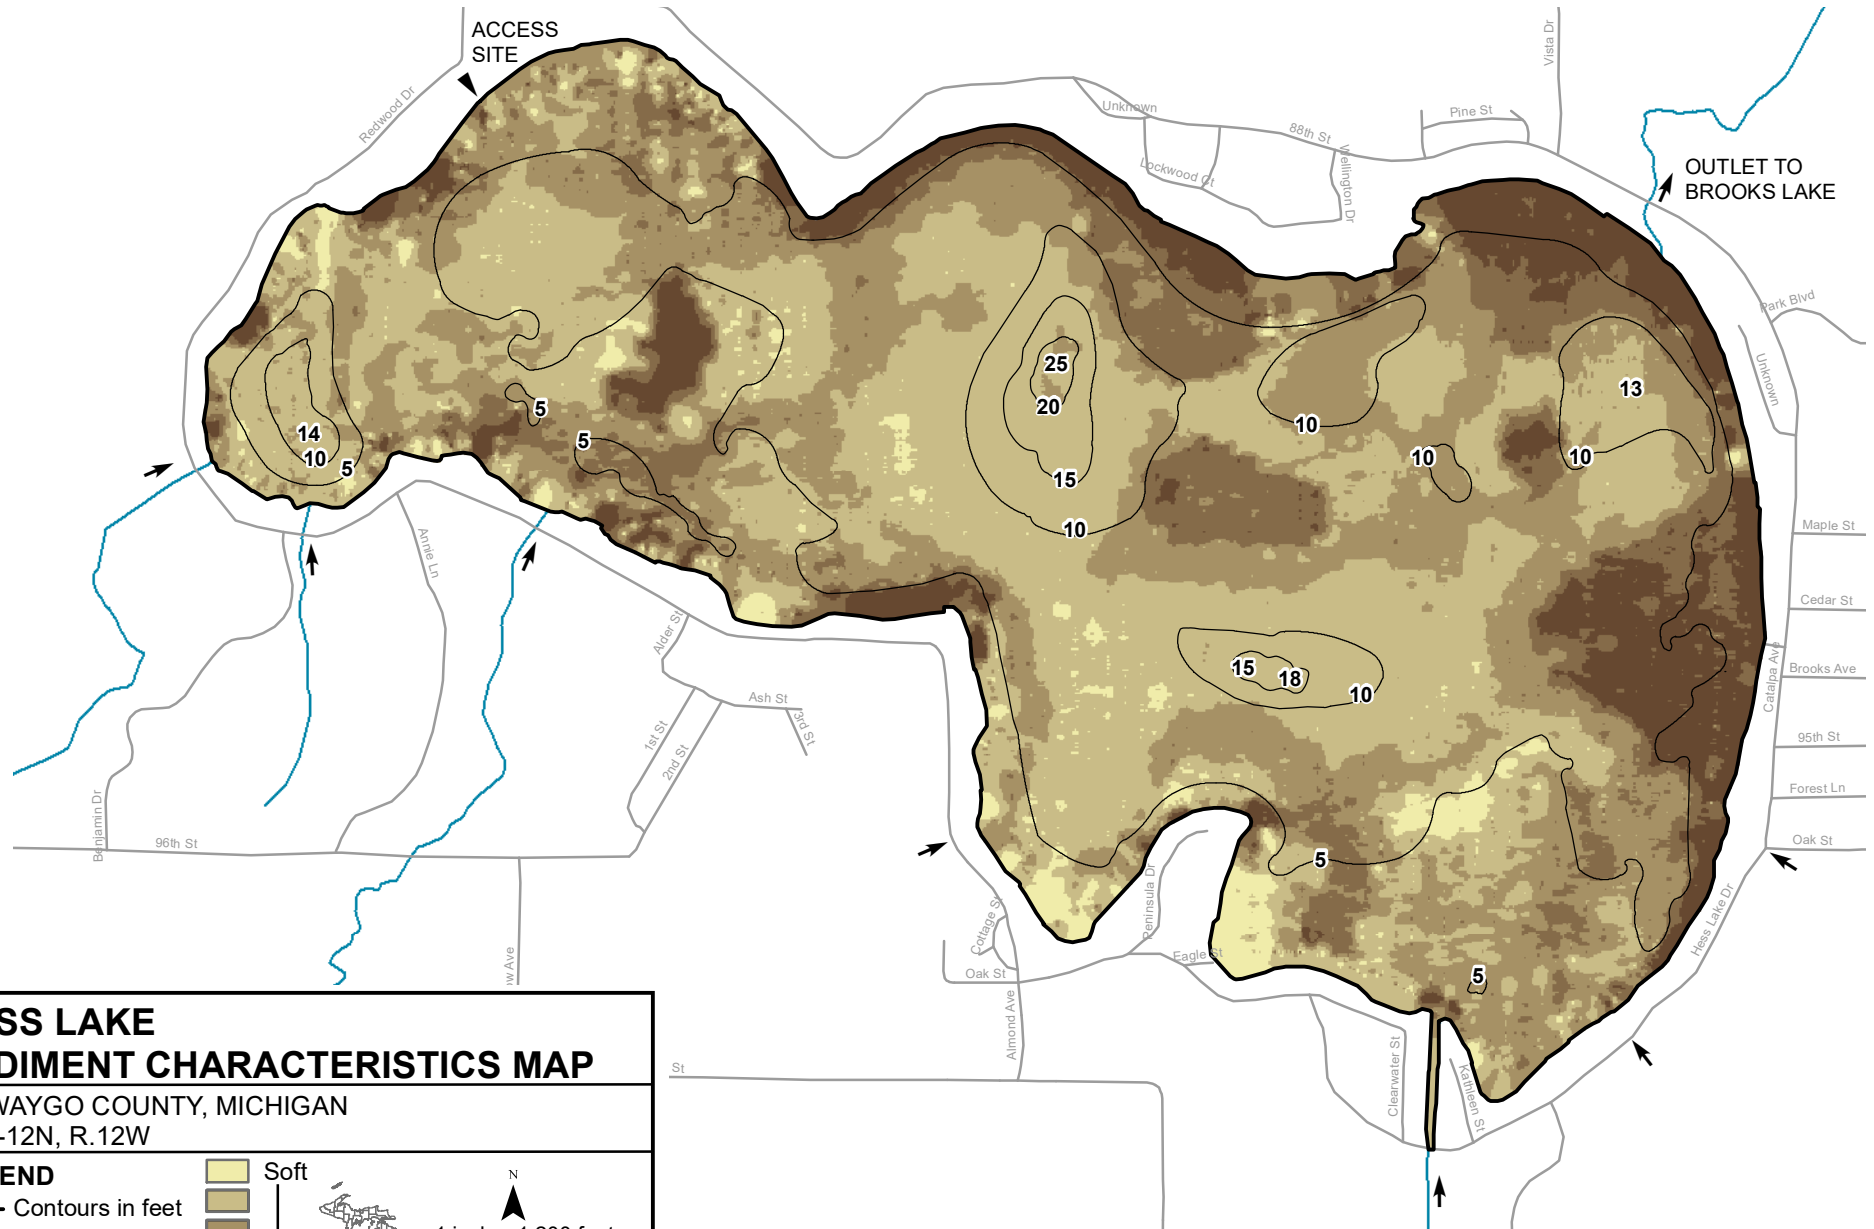 ACCESS
SITE
Redwood Dr
Vista Dr
Unknown
88th St
Pine St
Lockwood Ct
Wellington Dr
OUTLET TO
BROOKS LAKE
Park Blvd
Unknown
25
20
15
10
10
10
13
10
5
5
14
10
5
Maple St
Cedar St
Brooks Ave
Catalpa Ave
95th St
Forest Ln
Oak St
Hess Lake Dr
15
18
10
5
5
Annie Ln
Alder St
Ash St
3rd St
1st St
2nd St
Benjamin Dr
96th St
w Ave
Cottage St
Oak St
Peninsula Dr
Eagle St
Almond Ave
St
Clearwater St
Kathleen St
SS LAKE
DIMENT CHARACTERISTICS MAP
WAYGO COUNTY, MICHIGAN
-12N, R.12W
END
Contours in feet
Soft
N